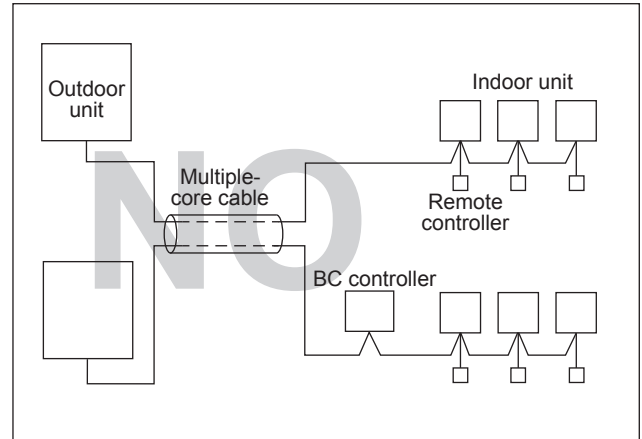 Outdoor
unit
Indoor unit
Multiple-
core cable
Remote
controller
BC controller
NO